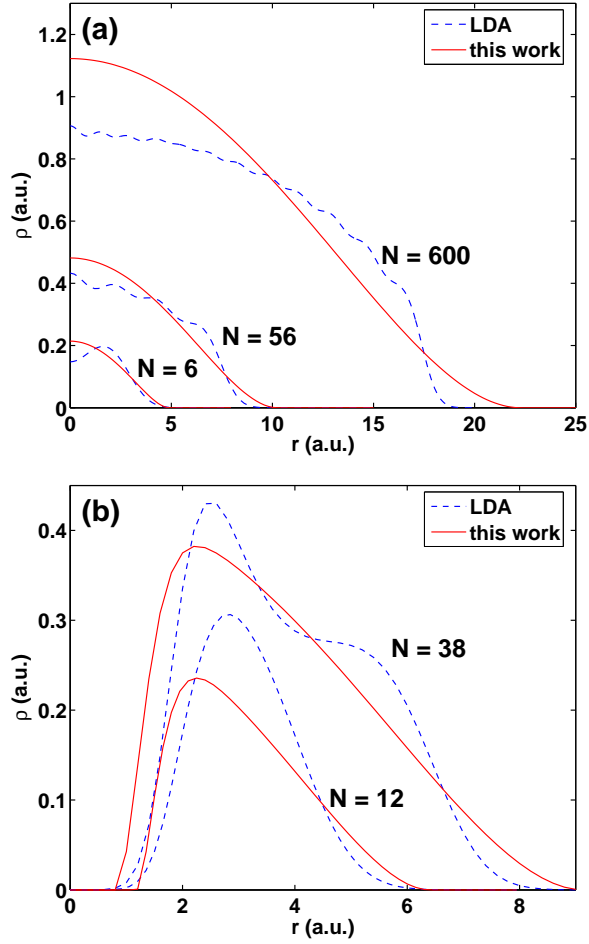 (a)
LDA
this work
1.2
1
0.8
0.6
0.4
0.2
0
ρ (a.u.)
N = 600
N = 56
N = 6
0 5 10 15 20 25
r (a.u.)
(b)
LDA
this work
0.4
0.3
0.2
0.1
0
ρ (a.u.)
N = 38
N = 12
0 2 4 6 8
r (a.u.)